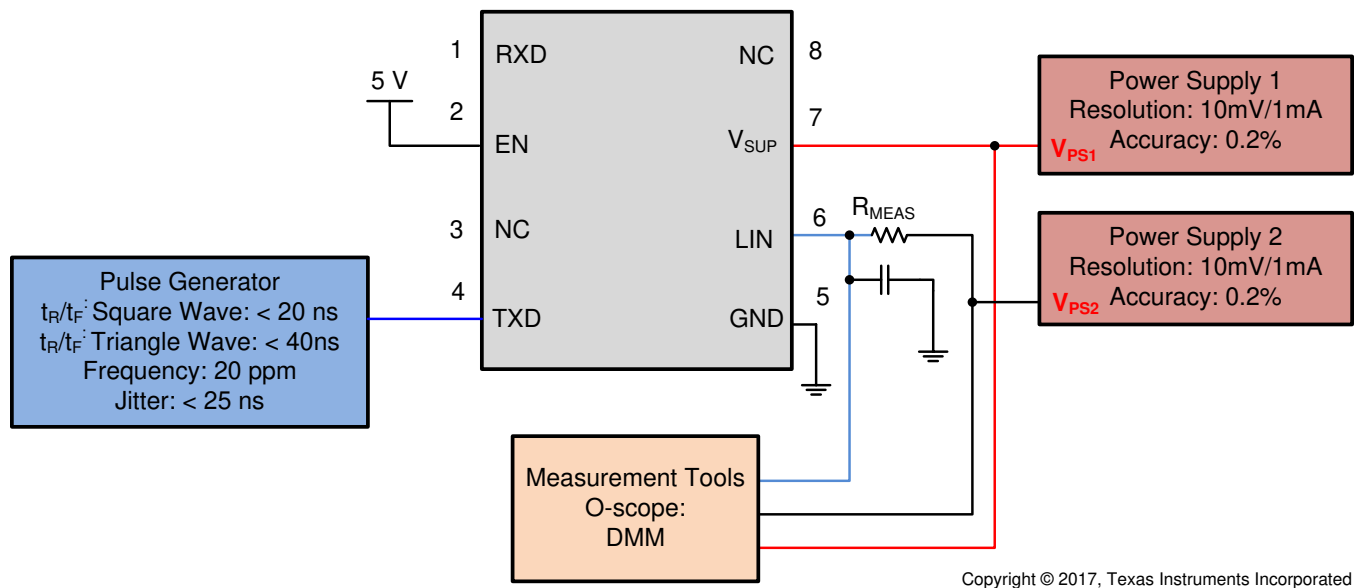 1
RXD
NC
8
5 V
2
EN
7
VSUP
3
NC
6
RMEAS
LIN
4
TXD
5
GND
Power Supply 1
Resolution: 10mV/1mA
Accuracy: 0.2%
VPS1
Power Supply 2
Resolution: 10mV/1mA
Accuracy: 0.2%
VPS2
Pulse Generator
tR/tF: Square Wave: < 20 ns
tR/tF: Triangle Wave: < 40ns
Frequency: 20 ppm
Jitter: < 25 ns
Measurement Tools
O-scope:
DMM
Copyright © 2017, Texas Instruments Incorporated